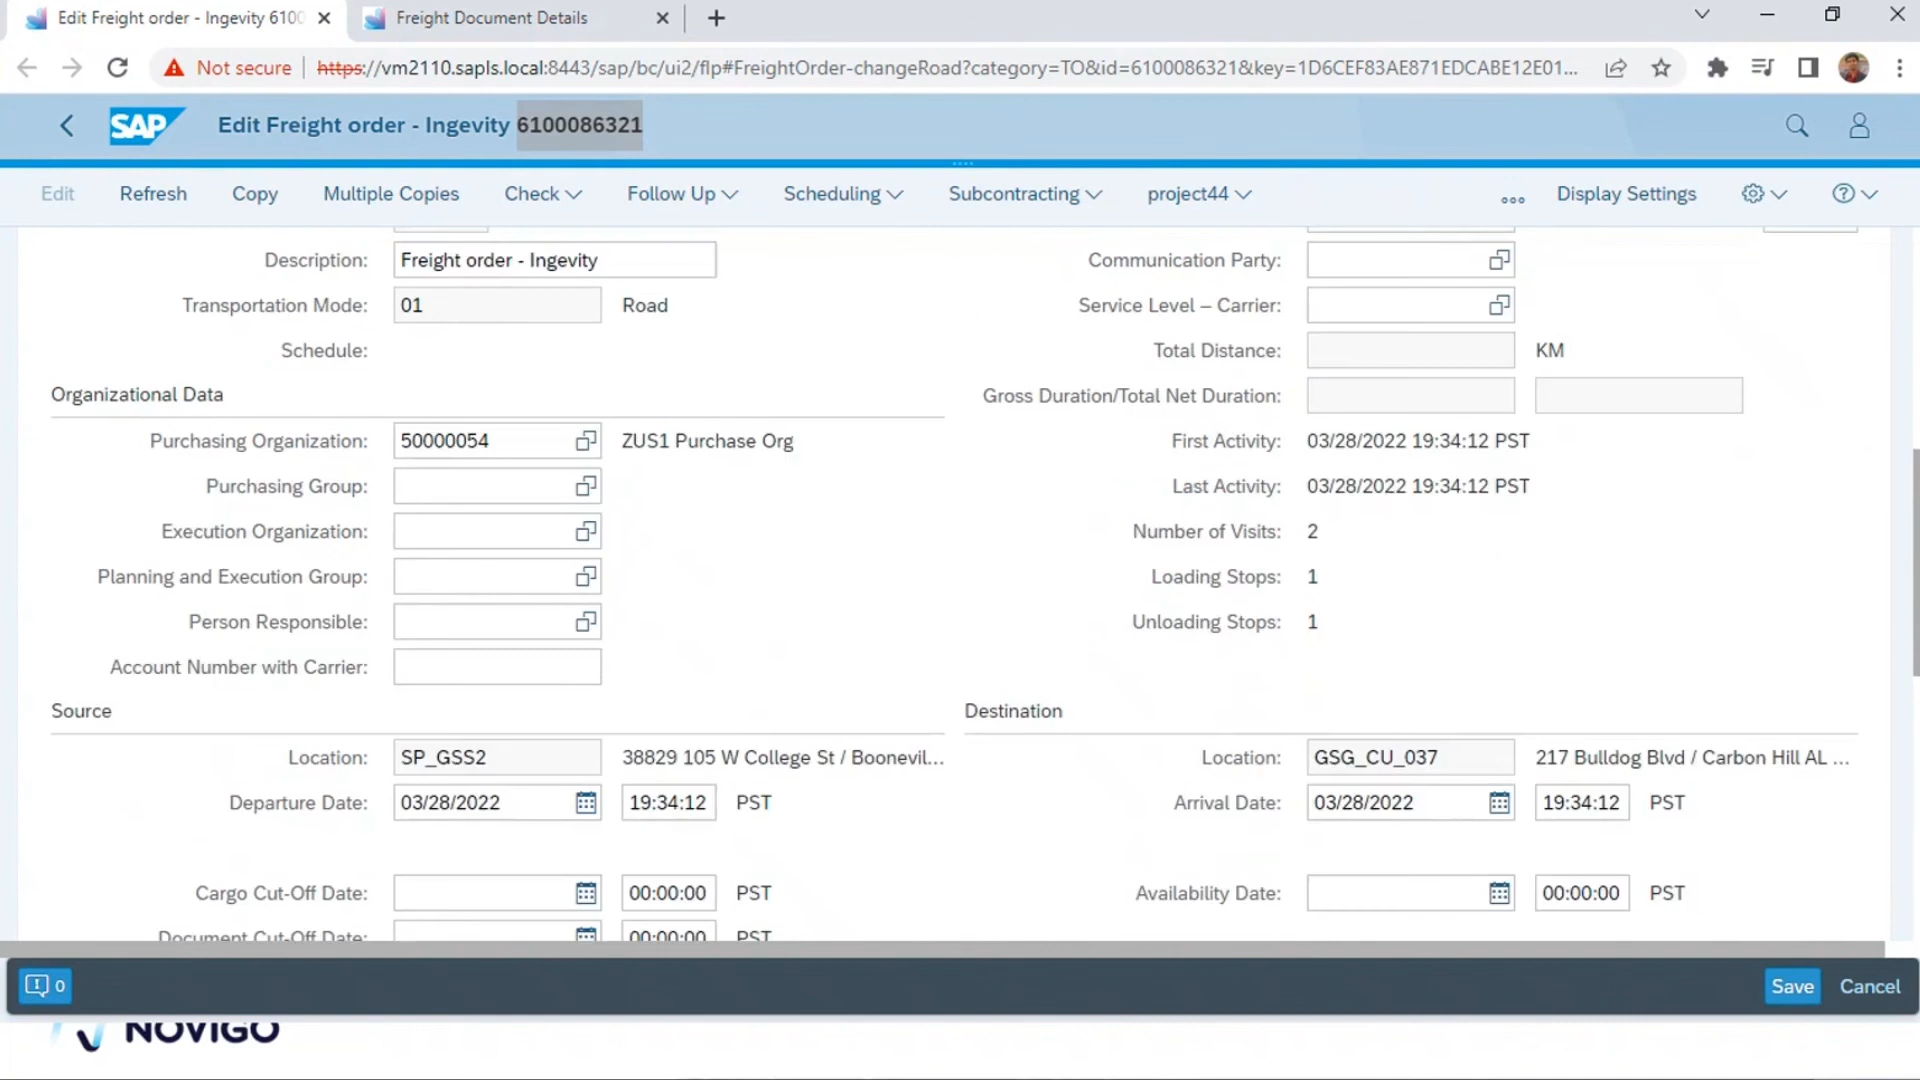 Edit Freight order - Ingevity 6100
Freight Document Details
Not secure
https://vm2110.sapls.local:8443/sap/bc/ui2/flp#FreightOrder-changeRoad?category=TO&id=6100086321&key=1D6CEF83AE871EDCABE12E01...
SAP Edit Freight order - Ingevity 6100086321
Edit Refresh Copy Multiple Copies Check Follow Up Scheduling Subcontracting project44 ... Display Settings
Description: Freight order - Ingevity
Communication Party:
Transportation Mode: 01 Road
Service Level – Carrier:
Schedule:
Total Distance: KM
Organizational Data
Gross Duration/Total Net Duration:
Purchasing Organization: 50000054 ZUS1 Purchase Org
First Activity: 03/28/2022 19:34:12 PST
Purchasing Group:
Last Activity: 03/28/2022 19:34:12 PST
Execution Organization:
Number of Visits: 2
Planning and Execution Group:
Loading Stops: 1
Person Responsible:
Unloading Stops: 1
Account Number with Carrier:
Source
Destination
Location: SP_GSS2 38829 105 W College St / Boonevil...
Location: GSG_CU_037 217 Bulldog Blvd / Carbon Hill AL ...
Departure Date: 03/28/2022 19:34:12 PST
Arrival Date: 03/28/2022 19:34:12 PST
Cargo Cut-Off Date: 00:00:00 PST
Availability Date: 00:00:00 PST
Document Cut-Off Date: 00:00:00 PST
0
Save Cancel
NOVIGO